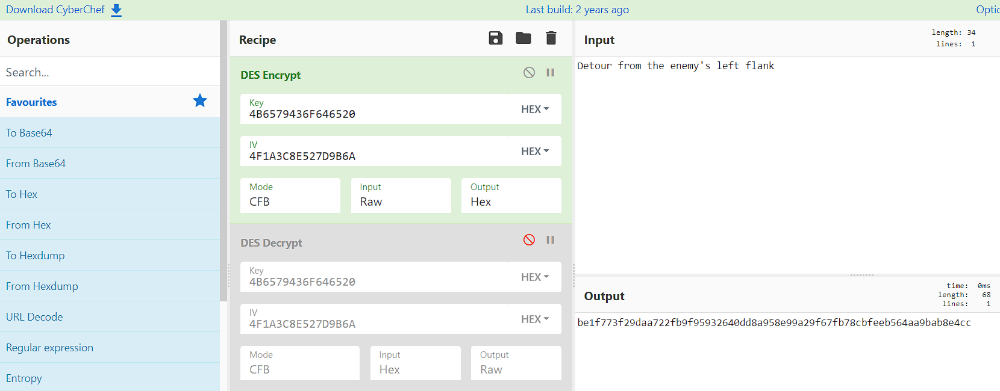 Download CyberChef
Last build: 2 years ago
Optio
Operations
Search...
Favourites
To Base64
From Base64
To Hex
From Hex
To Hexdump
From Hexdump
URL Decode
Regular expression
Entropy
Recipe
DES Encrypt
Key
4B6579436F646520
HEX
IV
4F1A3C8E527D9B6A
HEX
Mode
CFB
Input
Raw
Output
Hex
DES Decrypt
Key
4B6579436F646520
HEX
IV
4F1A3C8E527D9B6A
HEX
Mode
CFB
Input
Hex
Output
Raw
Input
length: 34
lines: 1
Detour from the enemy's left flank
Output
time: 0ms
length: 68
lines: 1
be1f773f29daa722fb9f95932640dd8a958e99a29f67fb78cbfeeb564aa9bab8e4cc